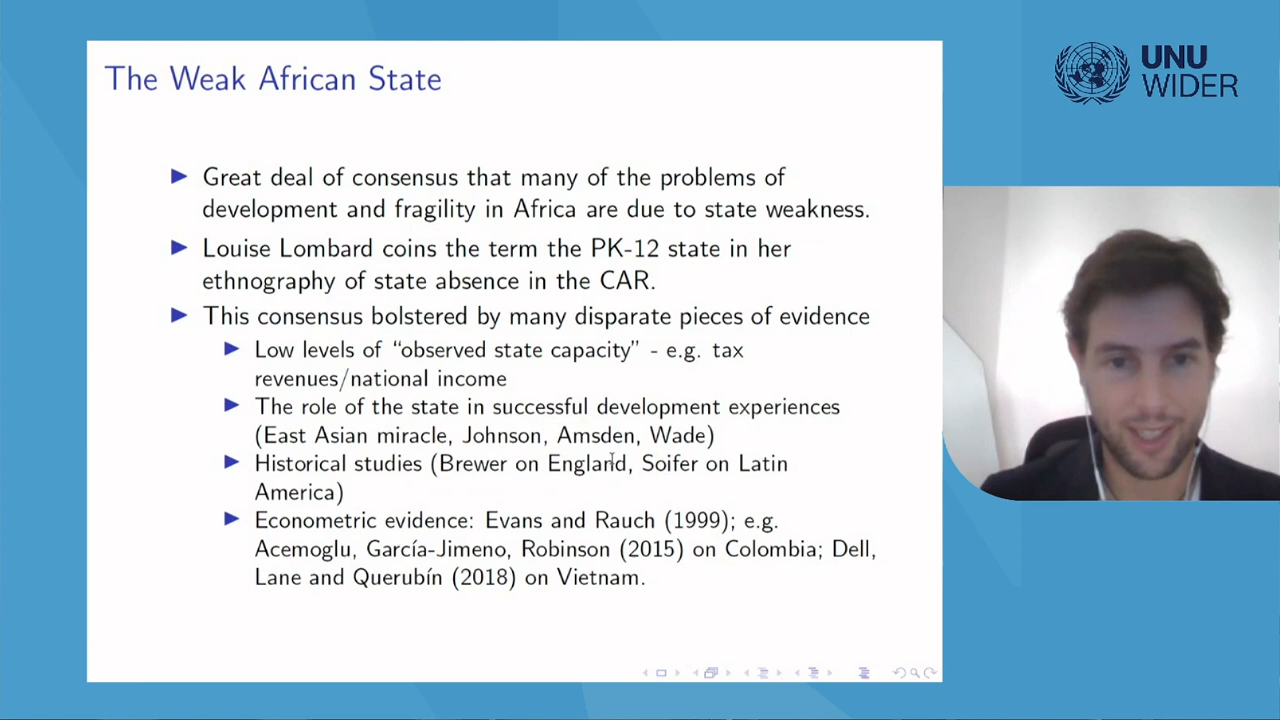 The Weak African State
Great deal of consensus that many of the problems of
development and fragility in Africa are due to state weakness.
Louise Lombard coins the term the PK-12 state in her
ethnography of state absence in the CAR.
This consensus bolstered by many disparate pieces of evidence
Low levels of “observed state capacity” - e.g. tax
revenues/national income
The role of the state in successful development experiences
(East Asian miracle, Johnson, Amsden, Wade)
Historical studies (Brewer on England, Soifer on Latin
America)
Econometric evidence: Evans and Rauch (1999); e.g.
Acemoglu, García-Jimeno, Robinson (2015) on Colombia; Dell,
Lane and Querubín (2018) on Vietnam.
UNU
WIDER